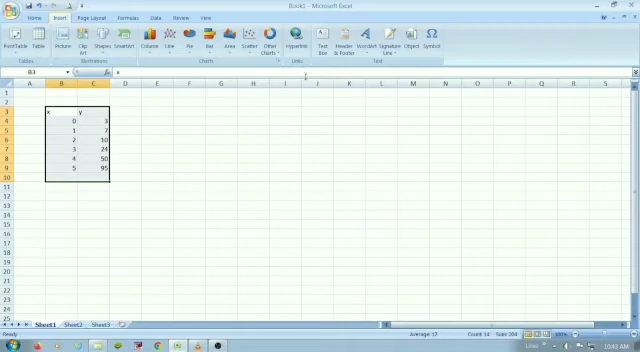 Book1 - Microsoft Excel
Home Insert Page Layout Formulas Data Review View
PivotTable Table Picture Clip Art Shapes SmartArt Column Line Pie Bar Area Scatter Other Charts Hyperlink Text Box Header & Footer WordArt Signature Line Object Symbol
Tables Illustrations Charts Links Text
B3 fx x
A B C D E F G H I J K L M N O P Q R S
1
2
3 x y
4 0 3
5 1 7
6 2 10
7 3 24
8 4 50
9 5 95
10
11
12
13
14
15
16
17
18
19
20
21
22
23
24
25
Sheet1 Sheet2 Sheet3
Ready Average: 12 Count: 14 Sum: 204 100%
10:43 AM